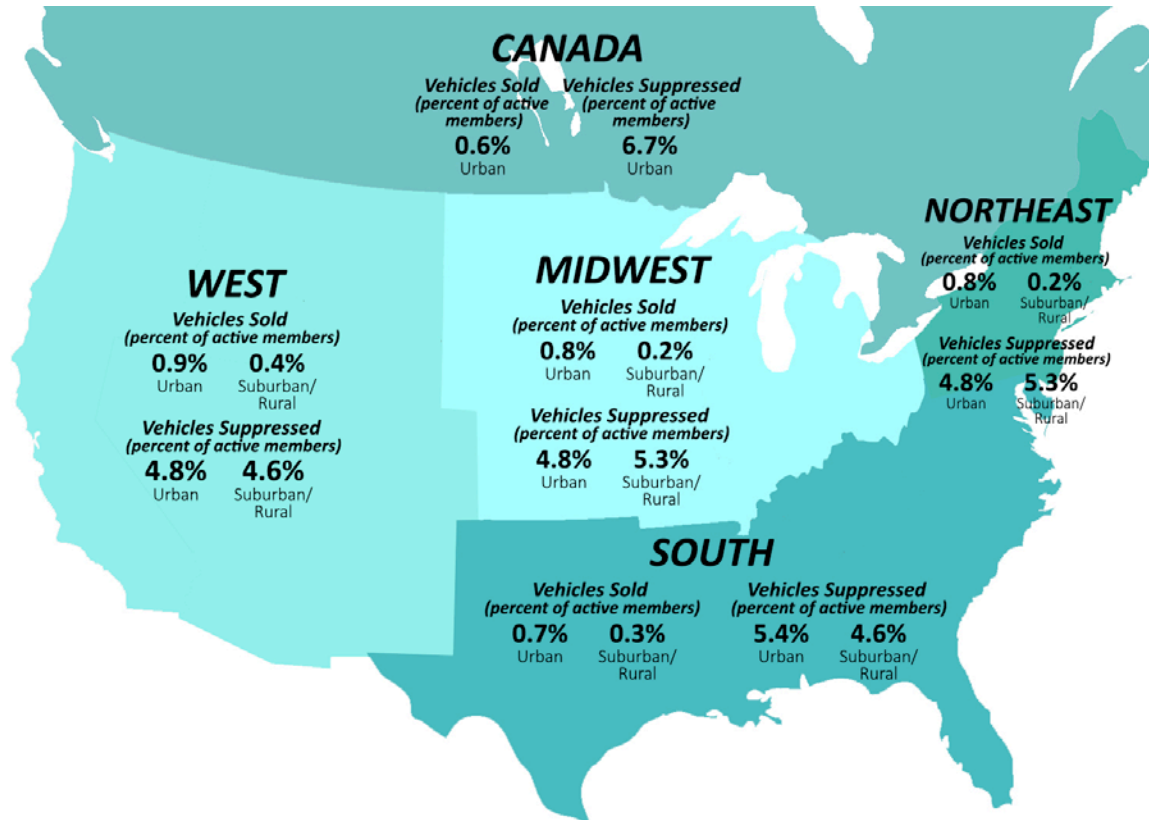 CANADA
Vehicles Sold
(percent of active
members)
0.6%
Urban
Vehicles Suppressed
(percent of active
members)
6.7%
Urban
NORTHEAST
Vehicles Sold
(percent of active members)
0.8% 0.2%
Urban Suburban/
Rural
Vehicles Suppressed
(percent of active members)
4.8% 5.3%
Urban Suburban/
Rural
WEST
Vehicles Sold
(percent of active members)
0.9% 0.4%
Urban Suburban/
Rural
Vehicles Suppressed
(percent of active members)
4.8% 4.6%
Urban Suburban/
Rural
MIDWEST
Vehicles Sold
(percent of active members)
0.8% 0.2%
Urban Suburban/
Rural
Vehicles Suppressed
(percent of active members)
4.8% 5.3%
Urban Suburban/
Rural
SOUTH
Vehicles Sold
(percent of active members)
0.7% 0.3%
Urban Suburban/
Rural
Vehicles Suppressed
(percent of active members)
5.4% 4.6%
Urban Suburban/
Rural